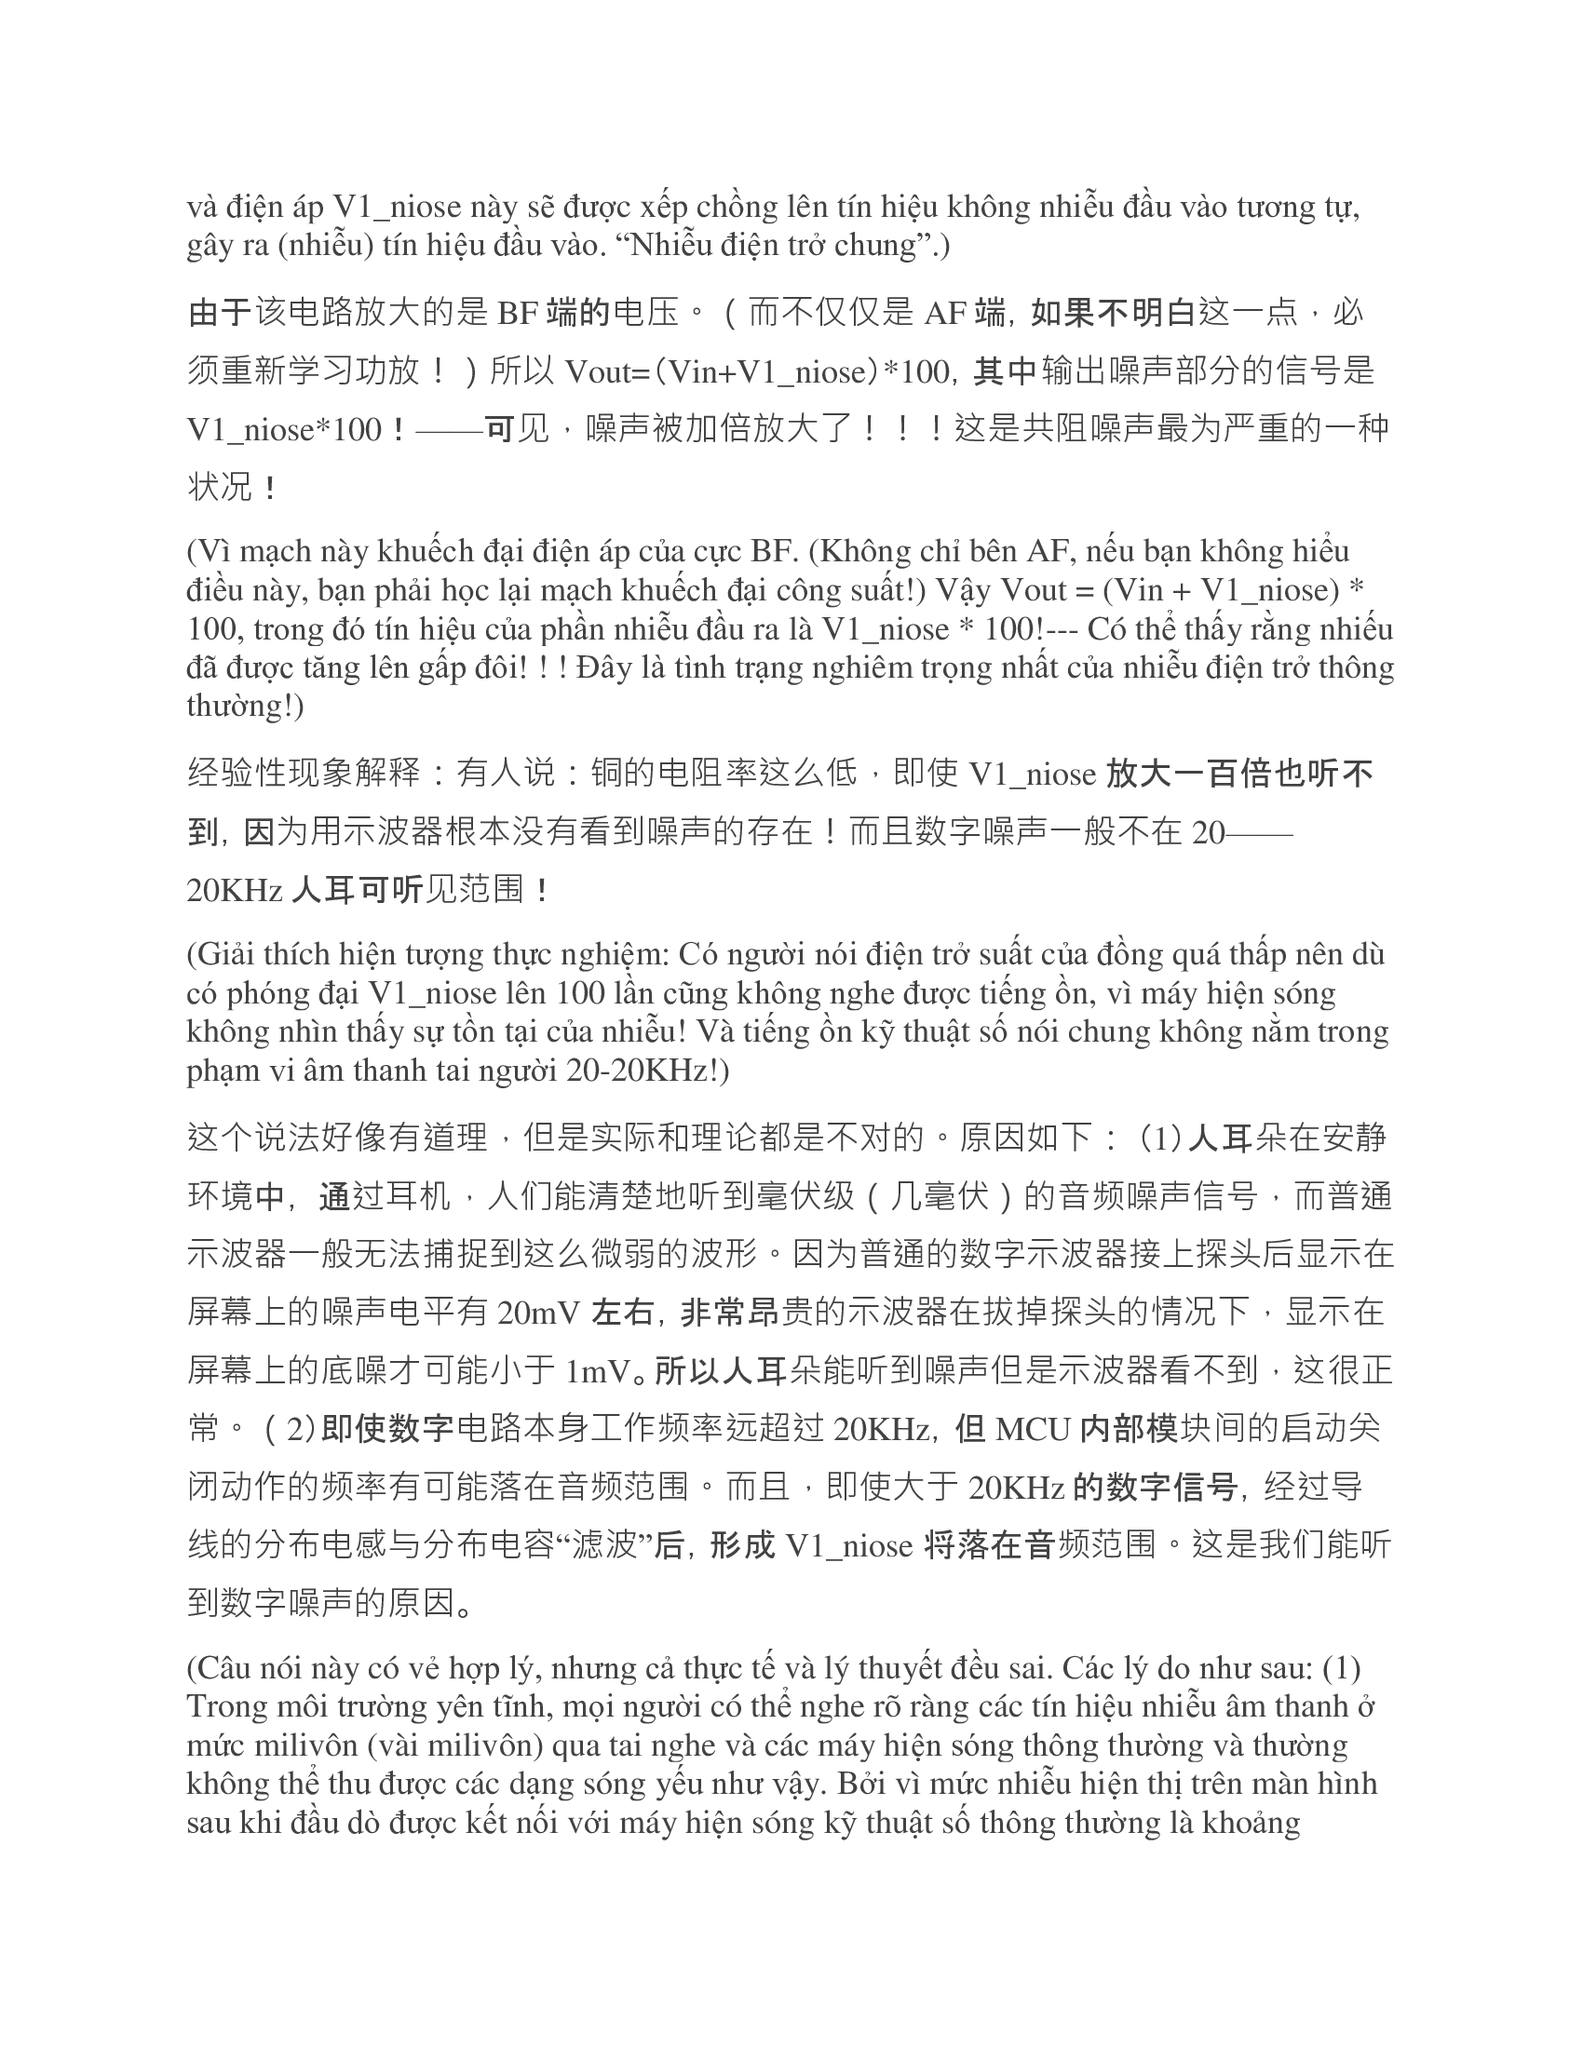 và điện áp V1_niose này sẽ được xếp chồng lên tín hiệu không nhiễu đầu vào tương tự,
gây ra (nhiễu) tín hiệu đầu vào. “Nhiễu điện trở chung”.)
由于该电路放大的是 BF 端的电压。（而不仅仅是 AF 端，如果不明白这一点，必
须重新学习功放！）所以 Vout=（Vin+V1_niose）*100，其中输出噪声部分的信号是
V1_niose*100！——可见，噪声被加倍放大了！！！这是共阻噪声最为严重的一种
状况！
(Vì mạch này khuếch đại điện áp của cực BF. (Không chỉ bên AF, nếu bạn không hiểu
điều này, bạn phải học lại mạch khuếch đại công suất!) Vậy Vout = (Vin + V1_niose) *
100, trong đó tín hiệu của phần nhiễu đầu ra là V1_niose * 100!--- Có thể thấy rằng nhiếu
đã được tăng lên gấp đôi! ! ! Đây là tình trạng nghiêm trọng nhất của nhiễu điện trở thông
thường!)
经验性现象解释：有人说：铜的电阻率这么低，即使 V1_niose 放大一百倍也听不
到，因为用示波器根本没有看到噪声的存在！而且数字噪声一般不在 20——
20KHz 人耳可听见范围！
(Giải thích hiện tượng thực nghiệm: Có người nói điện trở suất của đồng quá thấp nên dù
có phóng đại V1_niose lên 100 lần cũng không nghe được tiếng ồn, vì máy hiện sóng
không nhìn thấy sự tồn tại của nhiễu! Và tiếng ồn kỹ thuật số nói chung không nằm trong
phạm vi âm thanh tai người 20-20KHz!)
这个说法好像有道理，但是实际和理论都是不对的。原因如下：（1）人耳朵在安静
环境中，通过耳机，人们能清楚地听到毫伏级（几毫伏）的音频噪声信号，而普通
示波器一般无法捕捉到这么微弱的波形。因为普通的数字示波器接上探头后显示在
屏幕上的噪声电平有 20mV 左右，非常昂贵的示波器在拔掉探头的情况下，显示在
屏幕上的底噪才可能小于 1mV。所以人耳朵能听到噪声但是示波器看不到，这很正
常。（2）即使数字电路本身工作频率远超过 20KHz，但 MCU 内部模块间的启动关
闭动作的频率有可能落在音频范围。而且，即使大于 20KHz 的数字信号，经过导
线的分布电感与分布电容“滤波”后，形成 V1_niose 将落在音频范围。这是我们能听
到数字噪声的原因。
(Câu nói này có vẻ hợp lý, nhưng cả thực tế và lý thuyết đều sai. Các lý do như sau: (1)
Trong môi trường yên tĩnh, mọi người có thể nghe rõ ràng các tín hiệu nhiễu âm thanh ở
mức milivôn (vài milivôn) qua tai nghe và các máy hiện sóng thông thường và thường
không thể thu được các dạng sóng yếu như vậy. Bởi vì mức nhiễu hiện thị trên màn hình
sau khi đầu dò được kết nối với máy hiện sóng kỹ thuật số thông thường là khoảng